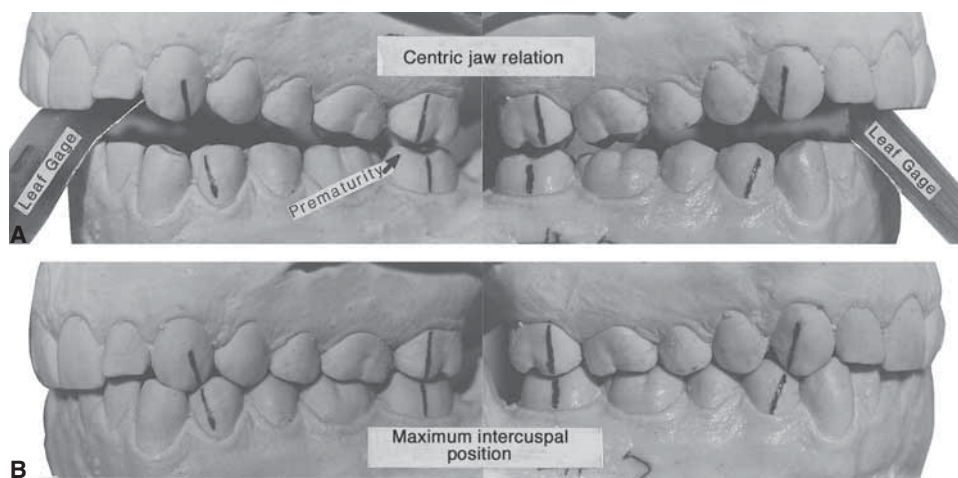 Centric jaw relation
Leaf Gage
Prematurity
Leaf Gage
A
Maximum intercuspal
position
B